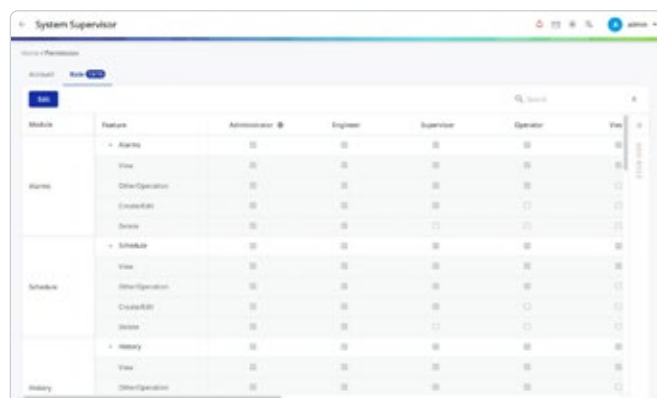 System Supervisor
admin
Home / Permission
Account
Role
Edit
Search
Module Feature Administrator Engineer Supervisor Operator
Alarms
View
Alarms Other Operation
Create/Edit
Delete
Schedule
View
Schedule Other Operation
Create/Edit
Delete
History
View
History Other Operation